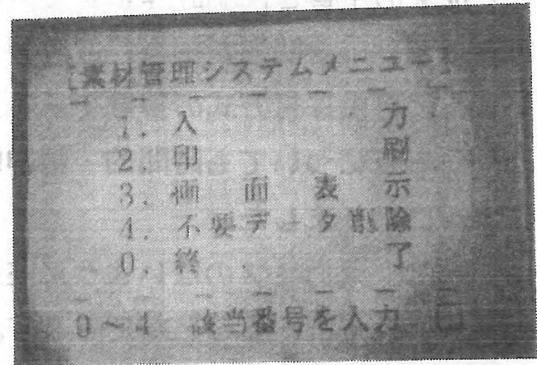 [素材管理システムメニュー]
1. 入 力
2. 印 刷
3. 画 面 表 示
4. 不要データ削除
0. 終 了
0～4 該当番号を入力 [ ]